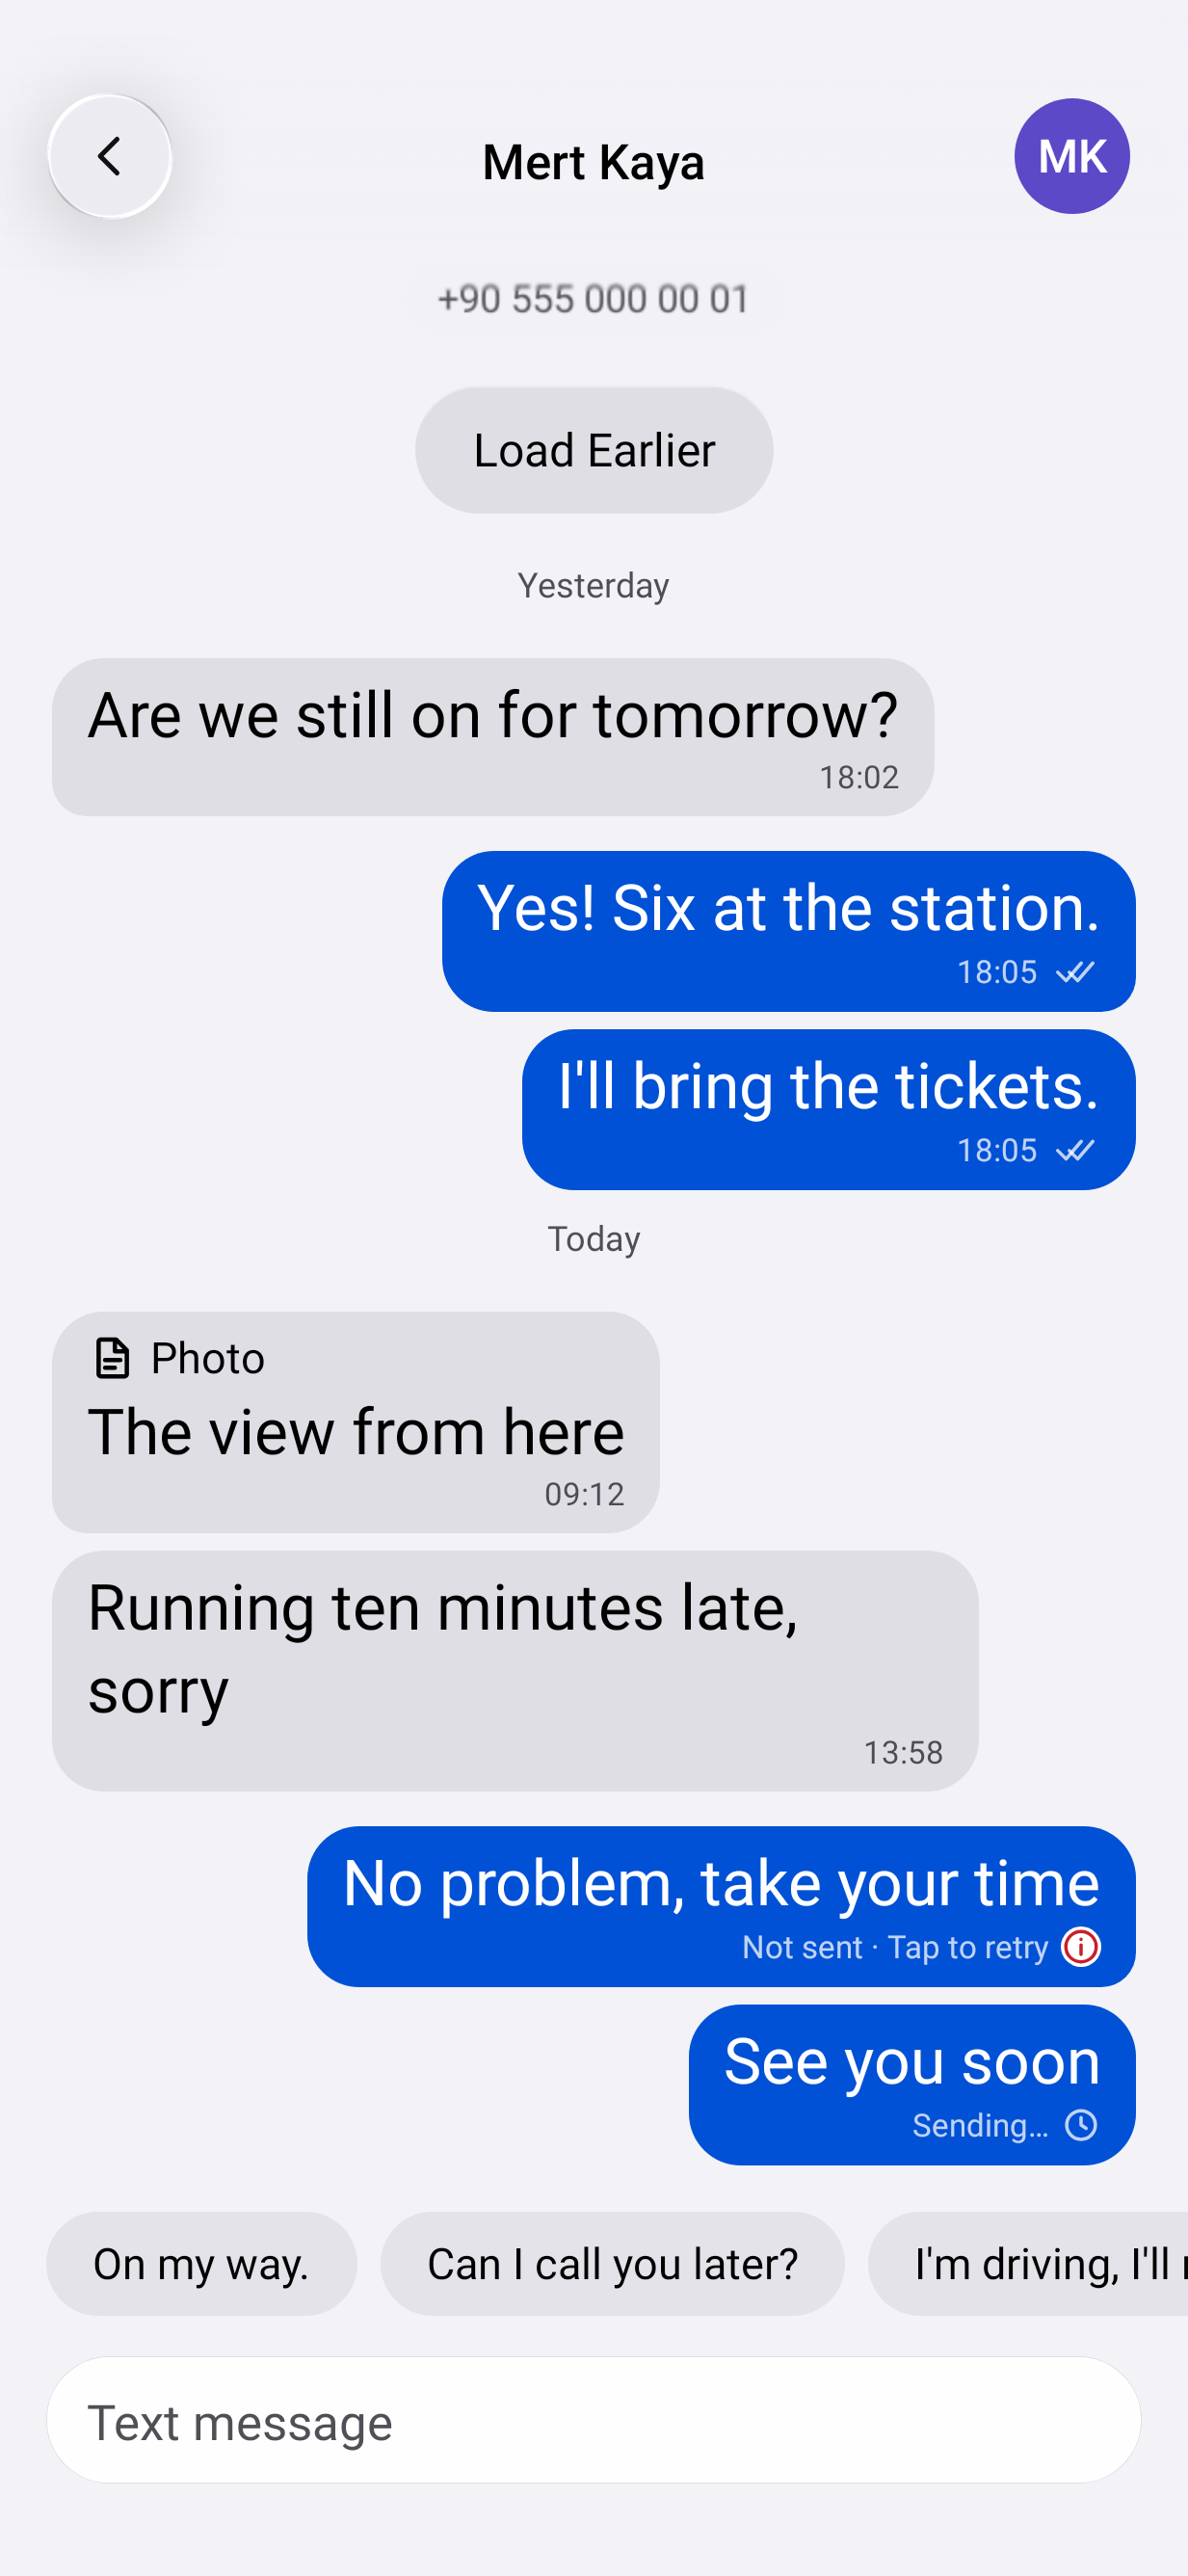 Mert Kaya
MK
+90 555 000 00 01
Load Earlier
Yesterday
Are we still on for tomorrow?
18:02
Yes! Six at the station.
18:05
I'll bring the tickets.
18:05
Today
Photo
The view from here
09:12
Running ten minutes late,
sorry
13:58
No problem, take your time
Not sent · Tap to retry
See you soon
Sending...
On my way.
Can I call you later?
I'm driving, I'll
Text message